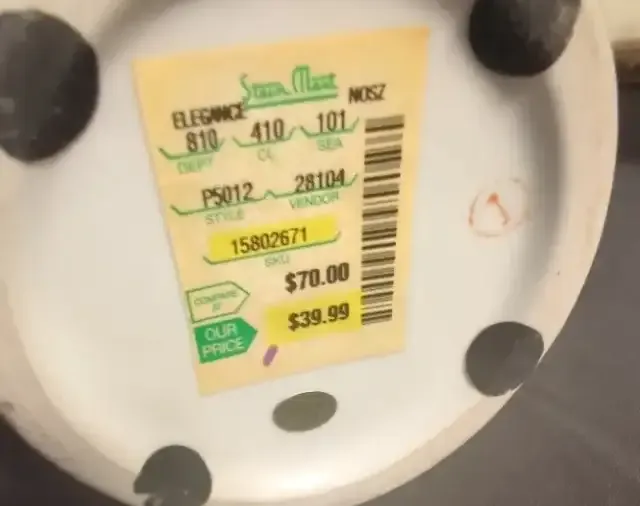 Stein Mart
ELEGANCE NOSZ
810 410 101
DEPT CL SEA
P5012 28104
STYLE VENDOR
15802671
SKU
$70.00
COMPARE AT
OUR PRICE $39.99